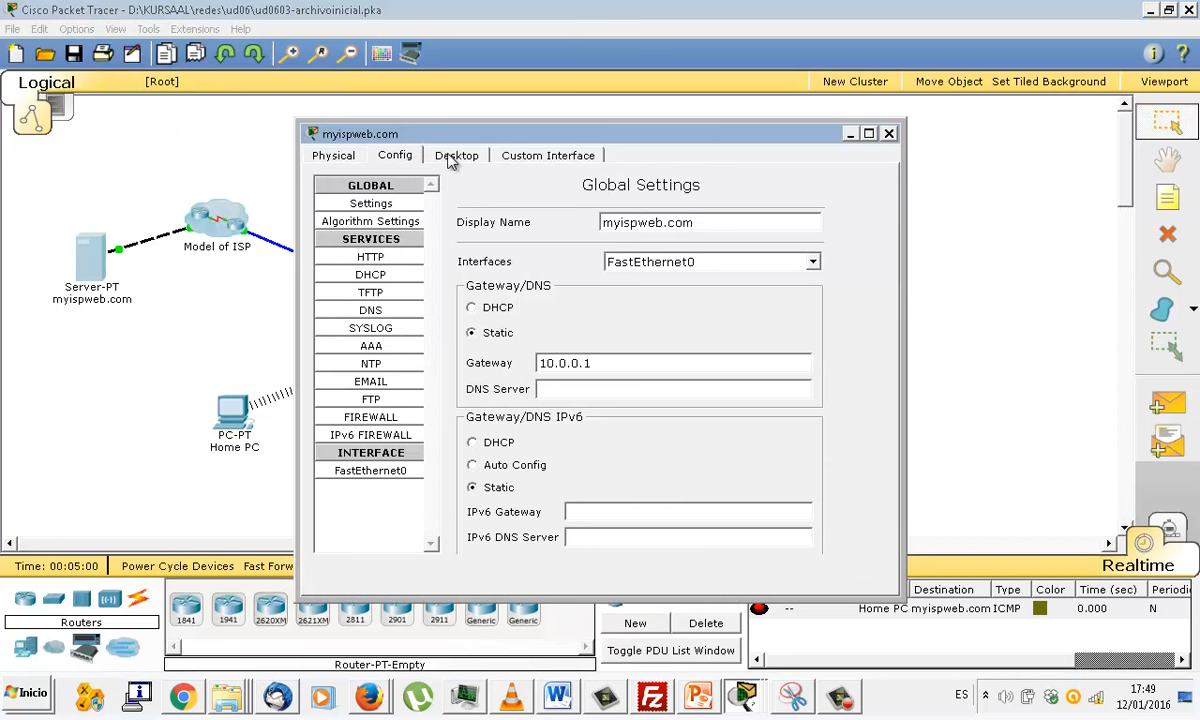 Cisco Packet Tracer - D:\KURSAAL\redes\ud06\ud0603-archivoinicial.pka
File Edit Options View Tools Extensions Help
Logical [Root] New Cluster Move Object Set Tiled Background Viewport
myispweb.com
Physical Config Desktop Custom Interface
GLOBAL
Settings
Algorithm Settings
SERVICES
HTTP
DHCP
TFTP
DNS
SYSLOG
AAA
NTP
EMAIL
FTP
FIREWALL
IPv6 FIREWALL
INTERFACE
FastEthernet0
Global Settings
Display Name myispweb.com
Interfaces FastEthernet0
Gateway/DNS
DHCP
Static
Gateway 10.0.0.1
DNS Server
Gateway/DNS IPv6
DHCP
Auto Config
Static
IPv6 Gateway
IPv6 DNS Server
Model of ISP
Server-PT
myispweb.com
PC-PT
Home PC
Time: 00:05:00 Power Cycle Devices Fast Forw
Realtime
Routers
1841 1941 2620XM 2621XM 2811 2901 2911 Generic Generic
Router-PT-Empty
New Delete
Toggle PDU List Window
Destination Type Color Time (sec) Periodi
-- Home PC myispweb.com ICMP 0.000 N
Inicio
ES
17:49
12/01/2016